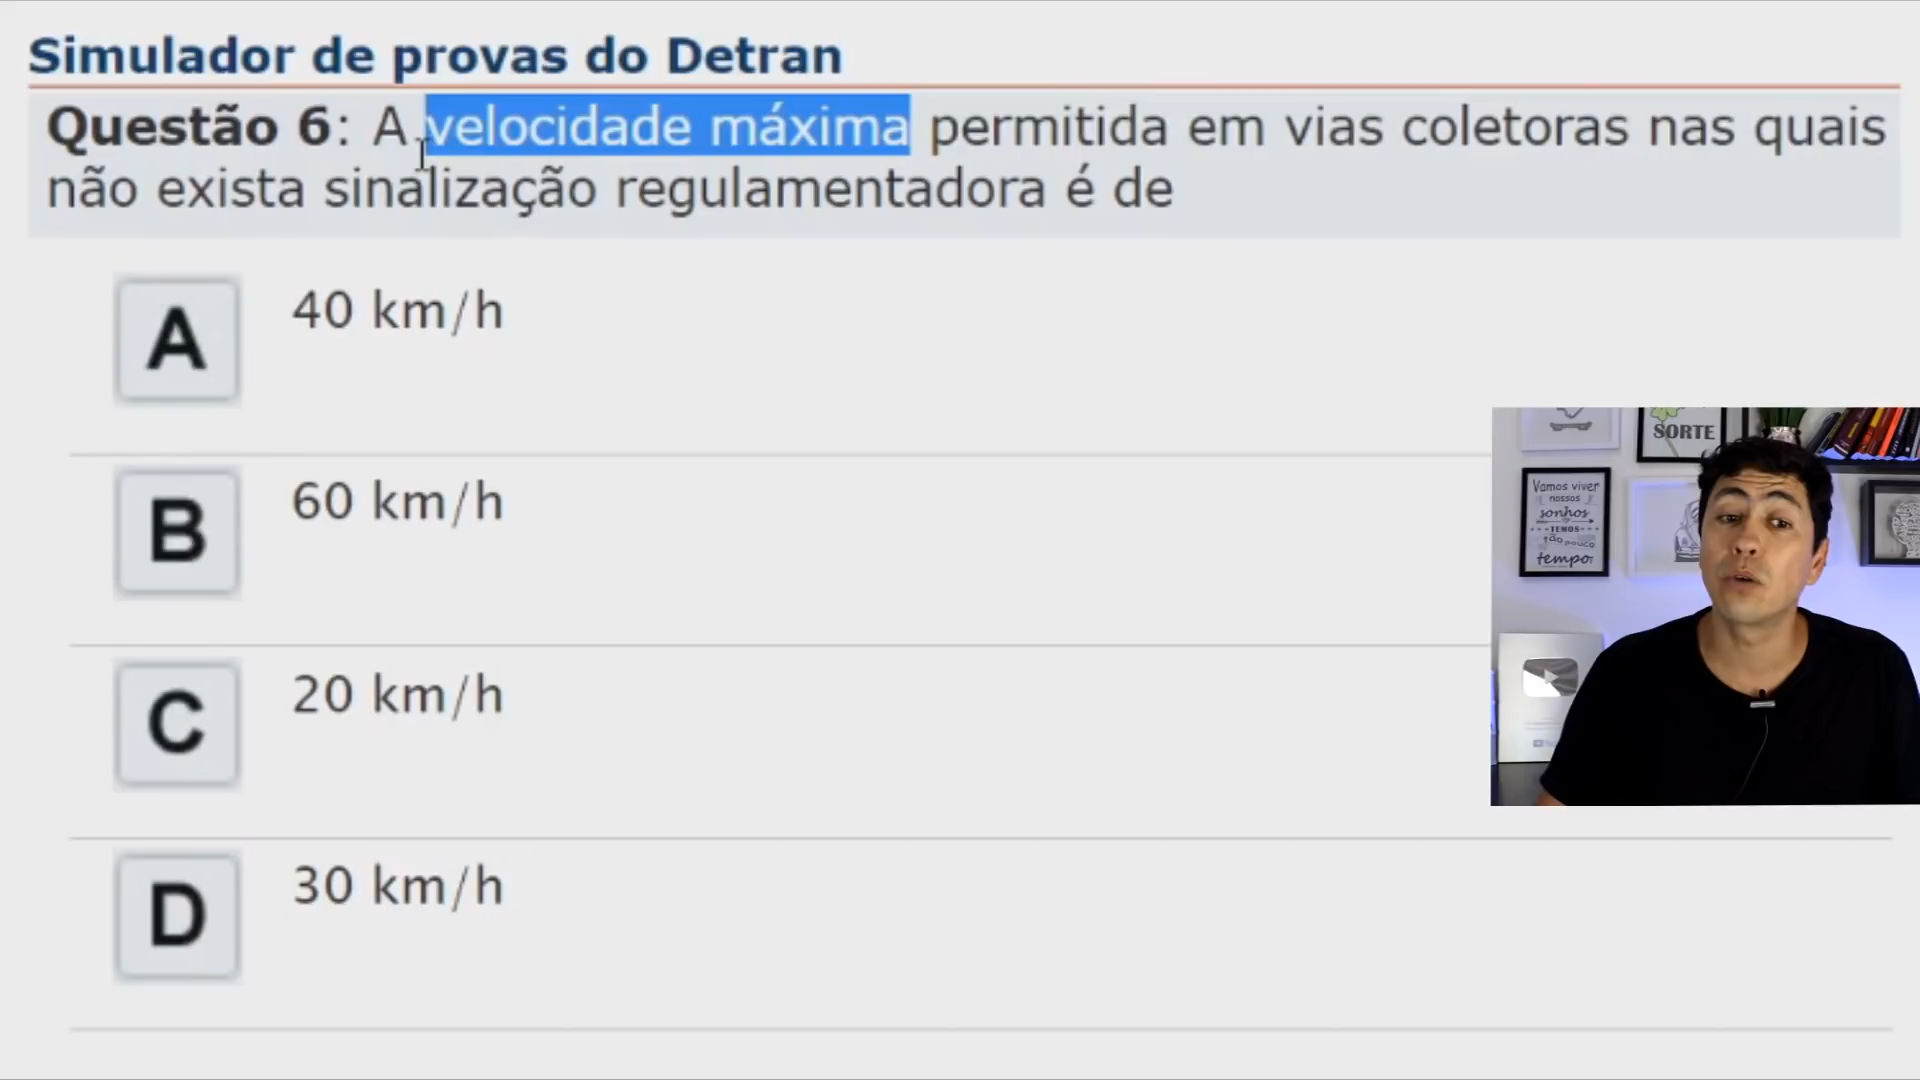 Simulador de provas do Detran
Questão 6: A velocidade máxima permitida em vias coletoras nas quais
não exista sinalização regulamentadora é de
A
40 km/h
B
60 km/h
C
20 km/h
D
30 km/h
SORTE
Vamos viver
nossos
sonhos
TEMOS
tão pouco
tempo